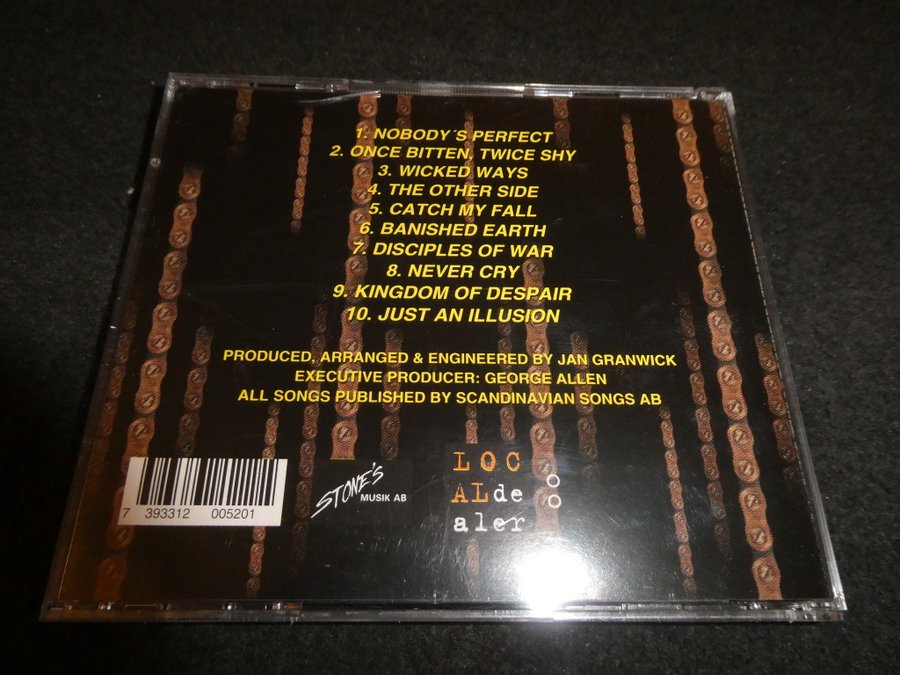 1. NOBODY´S PERFECT
2. ONCE BITTEN, TWICE SHY
3. WICKED WAYS
4. THE OTHER SIDE
5. CATCH MY FALL
6. BANISHED EARTH
7. DISCIPLES OF WAR
8. NEVER CRY
9. KINGDOM OF DESPAIR
10. JUST AN ILLUSION
PRODUCED, ARRANGED & ENGINEERED BY JAN GRANWICK
EXECUTIVE PRODUCER: GEORGE ALLEN
ALL SONGS PUBLISHED BY SCANDINAVIAN SONGS AB
7 393312 005201
STONE'S
MUSIK AB
LOC
ALde
aler